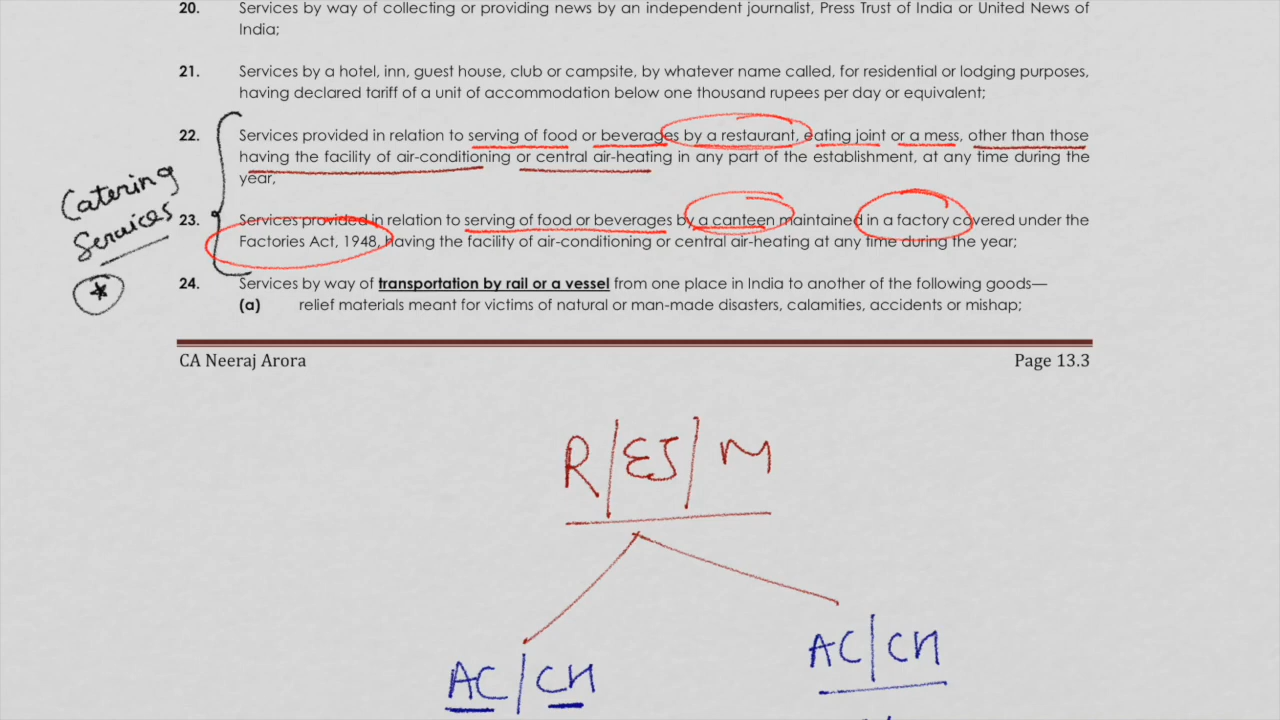 20. Services by way of collecting or providing news by an independent journalist, Press Trust of India or United News of
India;
21. Services by a hotel, inn, guest house, club or campsite, by whatever name called, for residential or lodging purposes,
having declared tariff of a unit of accommodation below one thousand rupees per day or equivalent;
22. Services provided in relation to serving of food or beverages by a restaurant, eating joint or a mess, other than those
having the facility of air-conditioning or central air-heating in any part of the establishment, at any time during the
year,
Catering
Services
23. Services provided in relation to serving of food or beverages by a canteen maintained in a factory covered under the
Factories Act, 1948, having the facility of air-conditioning or central air-heating at any time during the year;
24. Services by way of transportation by rail or a vessel from one place in India to another of the following goods—
(a) relief materials meant for victims of natural or man-made disasters, calamities, accidents or mishap;
CA Neeraj Arora Page 13.3
R/EJ/M
AC/CH AC/CH